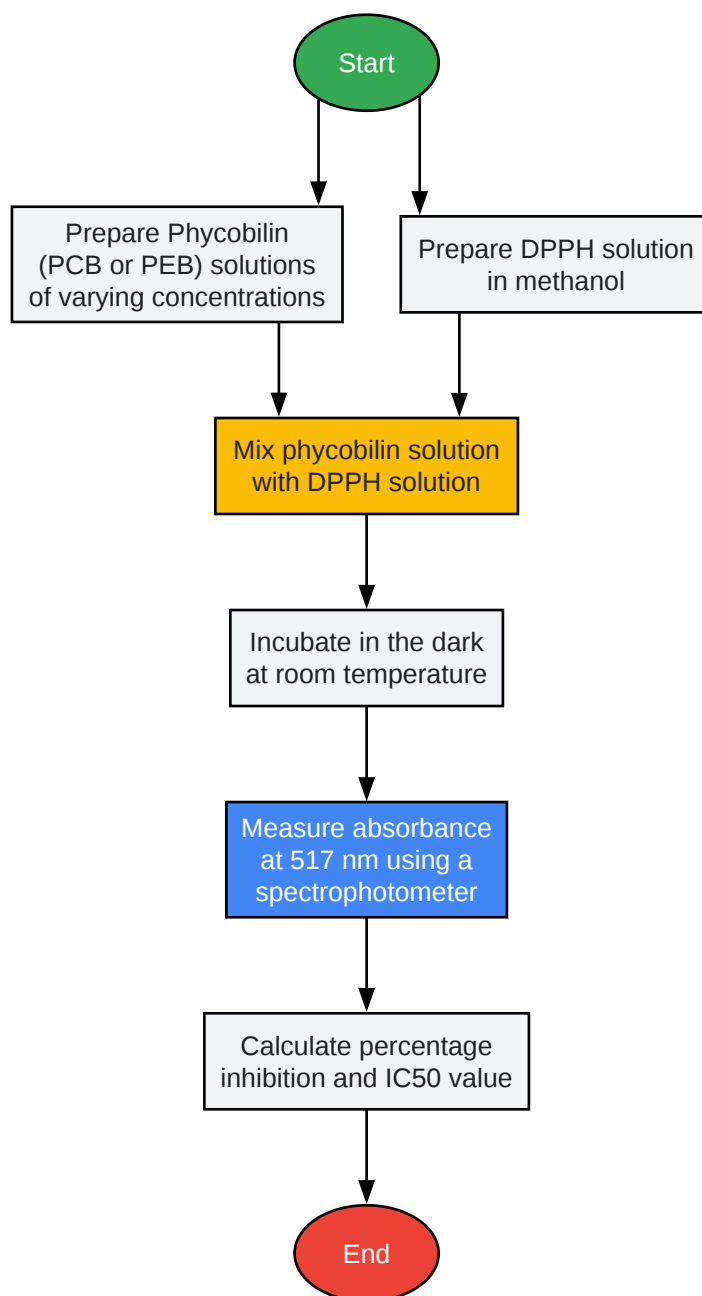 Start
Prepare Phycobilin
(PCB or PEB) solutions
of varying concentrations
Prepare DPPH solution
in methanol
Mix phycobilin solution
with DPPH solution
Incubate in the dark
at room temperature
Measure absorbance
at 517 nm using a
spectrophotometer
Calculate percentage
inhibition and IC50 value
End